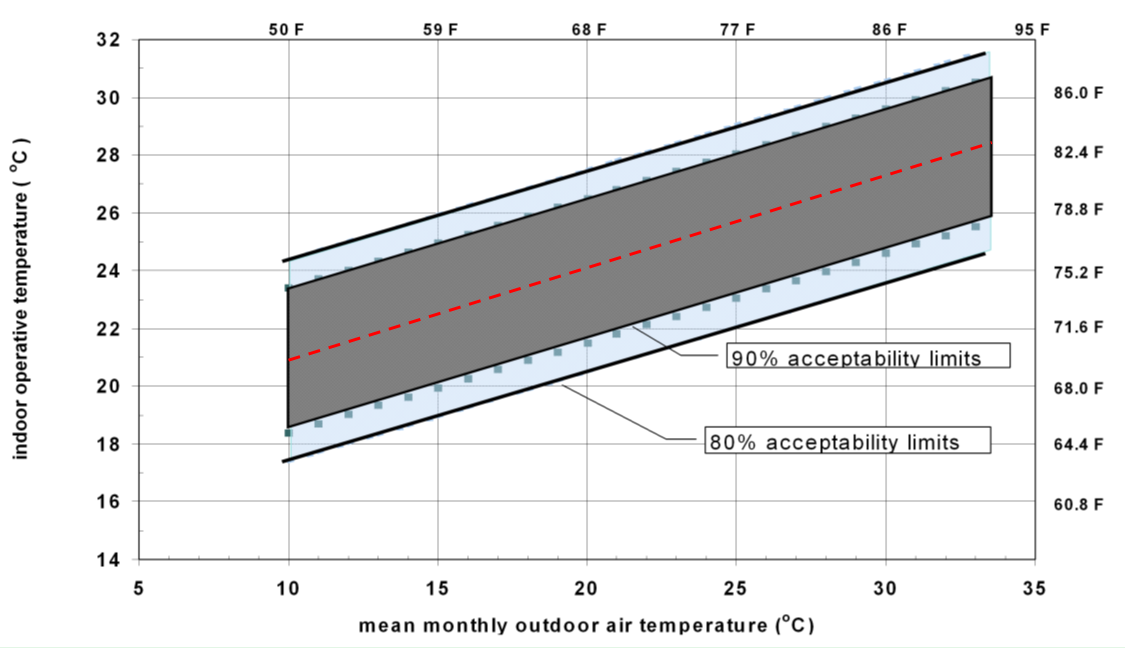 50 F 59 F 68 F 77 F 86 F 95 F
32
30
28
26
24
22
20
18
16
14
86.0 F
82.4 F
78.8 F
75.2 F
71.6 F
68.0 F
64.4 F
60.8 F
indoor operative temperature ( °C )
90% acceptability limits
80% acceptability limits
5 10 15 20 25 30 35
mean monthly outdoor air temperature (°C)